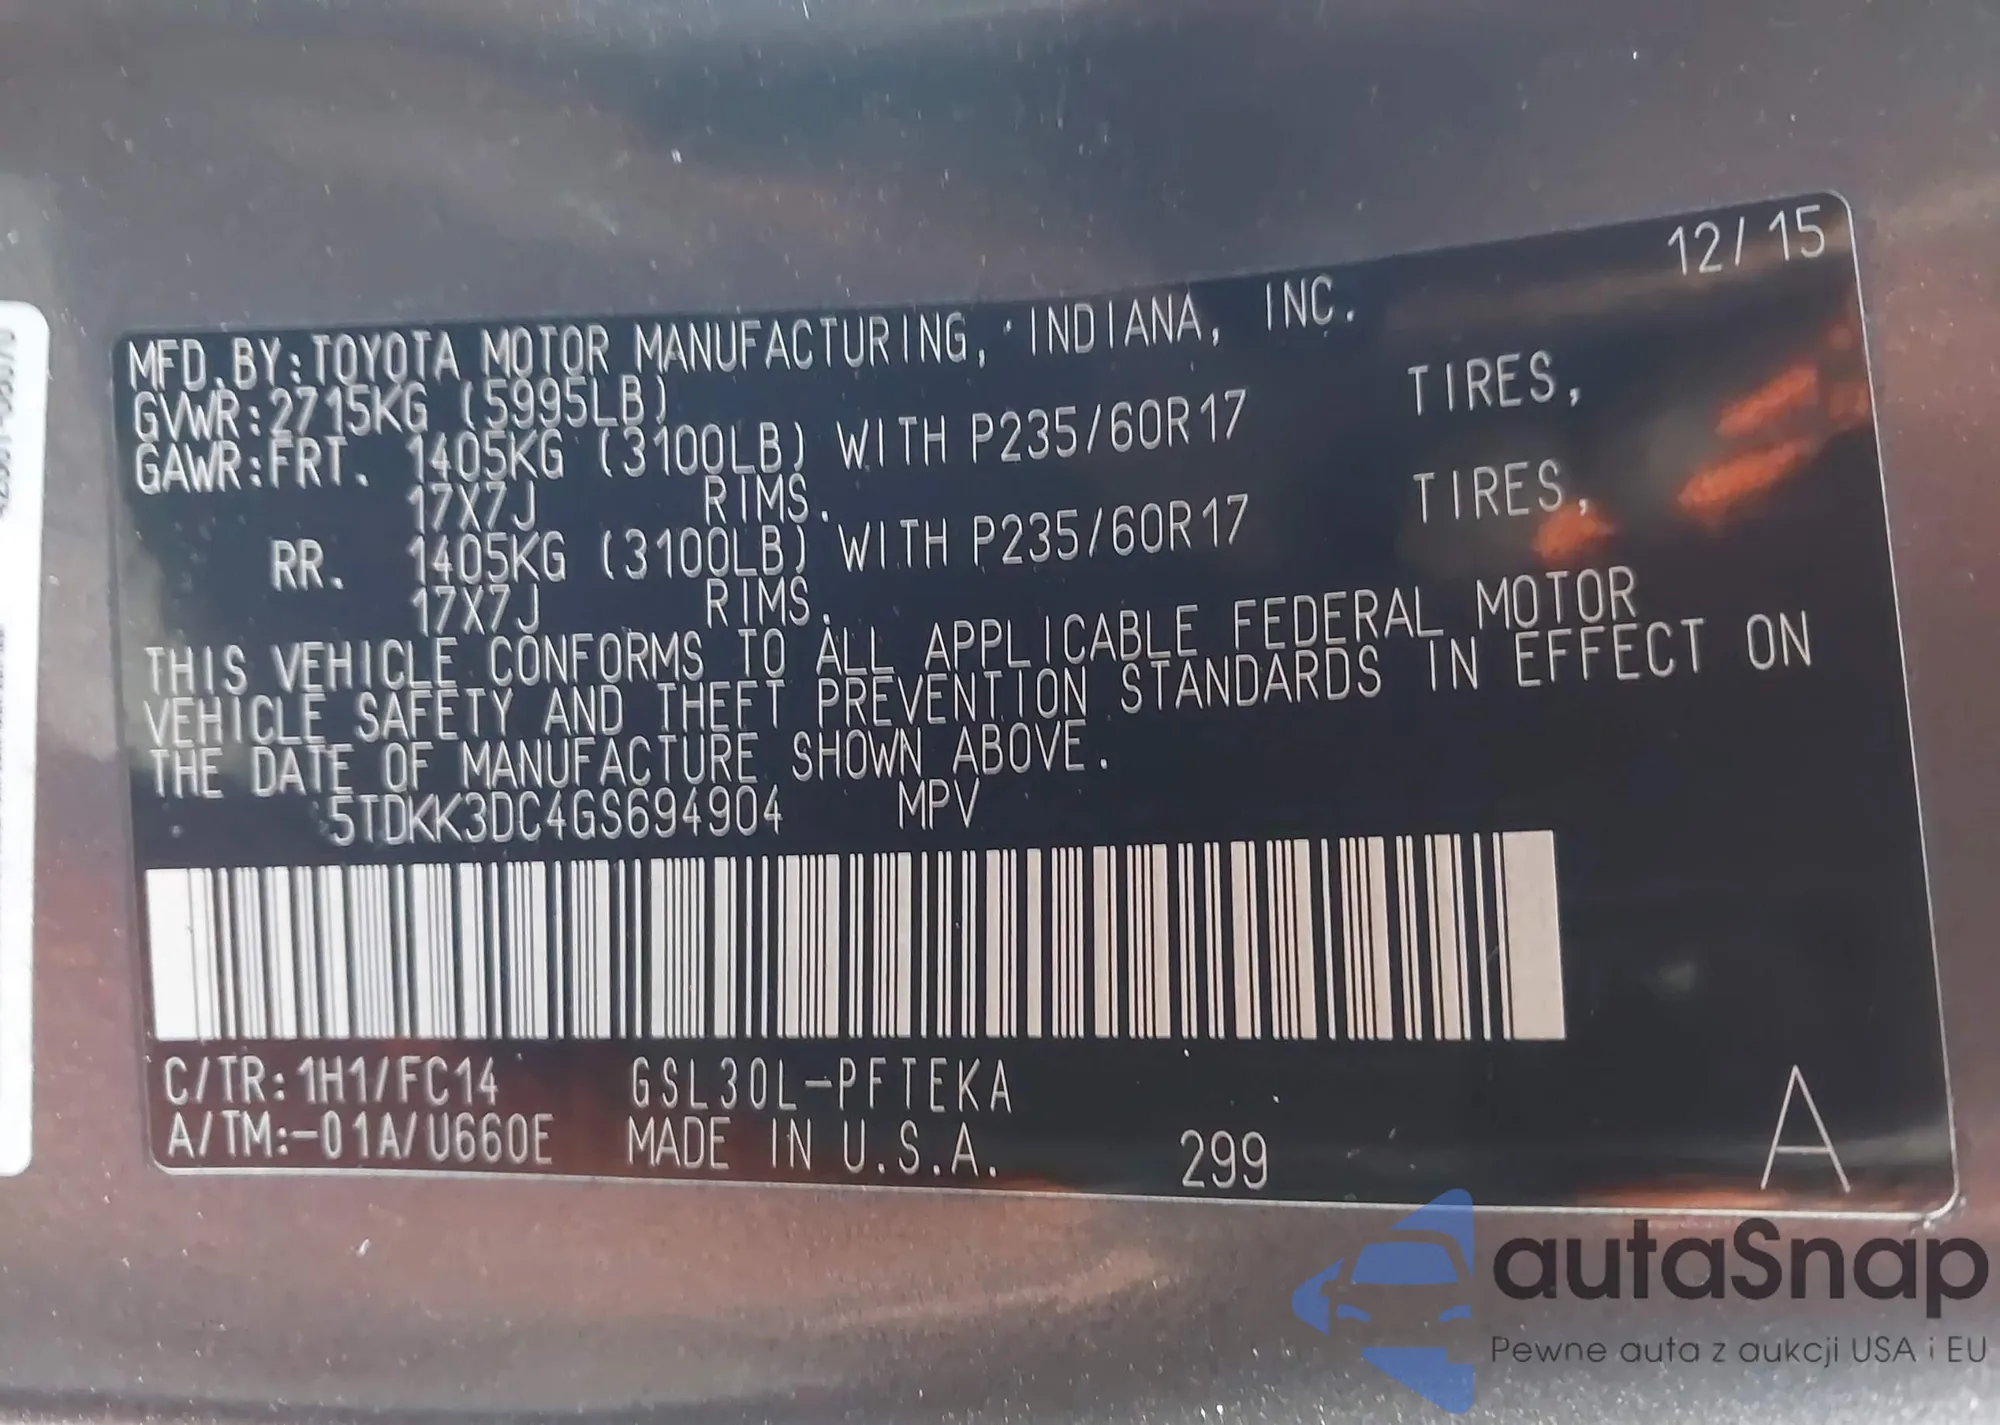 12/15
MFD.BY:TOYOTA MOTOR MANUFACTURING, INDIANA, INC.
GVWR:2715KG (5995LB)
GAWR:FRT. 1405KG (3100LB) WITH P235/60R17 TIRES,
17X7J RIMS.
RR. 1405KG (3100LB) WITH P235/60R17 TIRES,
17X7J RIMS.
THIS VEHICLE CONFORMS TO ALL APPLICABLE FEDERAL MOTOR
VEHICLE SAFETY AND THEFT PREVENTION STANDARDS IN EFFECT ON
THE DATE OF MANUFACTURE SHOWN ABOVE.
5TDKK3DC4GS694904 MPV
C/TR:1H1/FC14 GSL30L-PFTEKA
A/TM:-01A/U660E MADE IN U.S.A. 299 A
autaSnap
Pewne auta z aukcji USA i EU